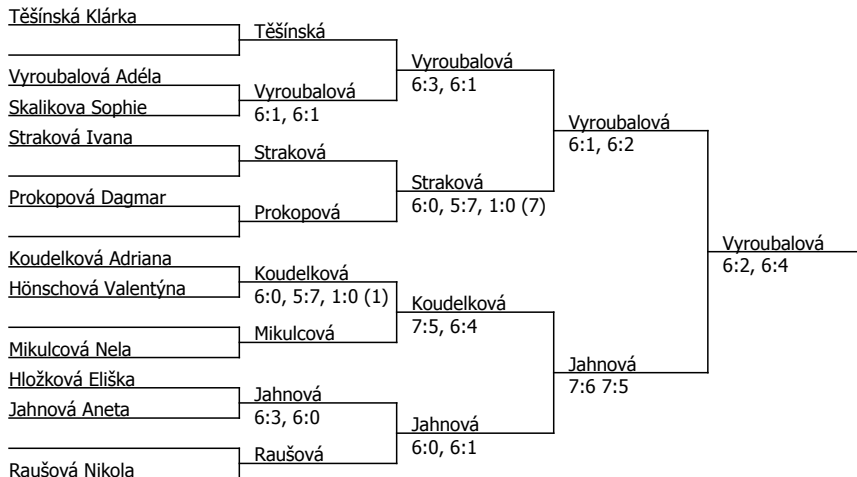 Těšínská Klárka
Těšínská
Vyroubalová
6:3, 6:1
Vyroubalová Adéla
Vyroubalová
6:1, 6:1
Skalikova Sophie
Vyroubalová
6:1, 6:2
Straková Ivana
Straková
Straková
6:0, 5:7, 1:0 (7)
Prokopová Dagmar
Prokopová
Vyroubalová
6:2, 6:4
Koudelková Adriana
Koudelková
6:0, 5:7, 1:0 (1)
Hönschová Valentýna
Koudelková
7:5, 6:4
Mikulcová
Mikulcová Nela
Jahnová
7:6 7:5
Hložková Eliška
Jahnová
6:3, 6:0
Jahnová Aneta
Jahnová
6:0, 6:1
Raušová
Raušová Nikola